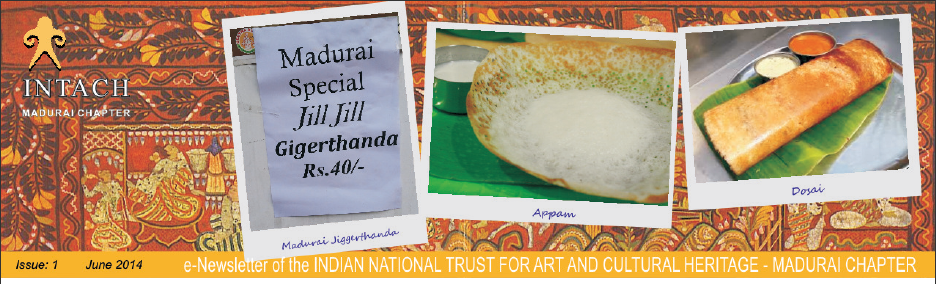 INTACH
MADURAI CHAPTER
Madurai
Special
Jill Jill
Gigerthanda
Rs.40/-
Madurai Jiggerthanda
Appam
Dosai
Issue: 1 June 2014 e-Newsletter of the INDIAN NATIONAL TRUST FOR ART AND CULTURAL HERITAGE - MADURAI CHAPTER